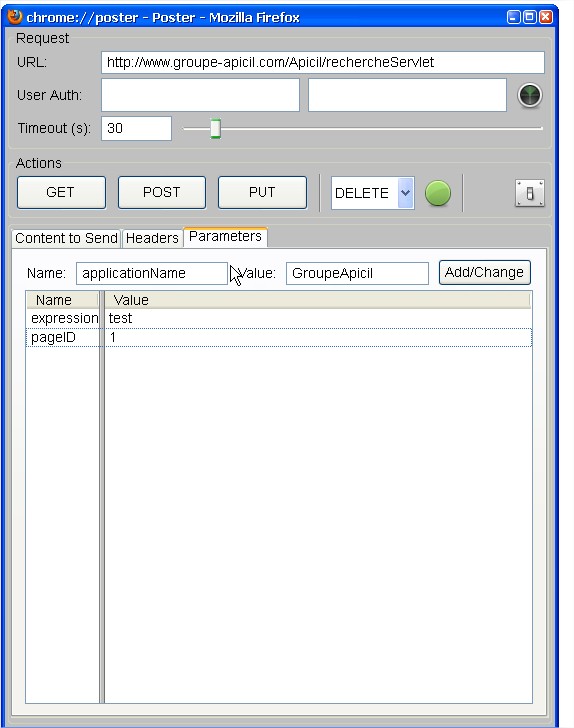 chrome://poster - Poster - Mozilla Firefox
Request
URL: http://www.groupe-apicil.com/Apicil/rechercheServlet
User Auth:
Timeout (s): 30
Actions
GET POST PUT DELETE
Content to Send Headers Parameters
Name: applicationName Value: GroupeApicil Add/Change
Name Value
expression test
pageID 1